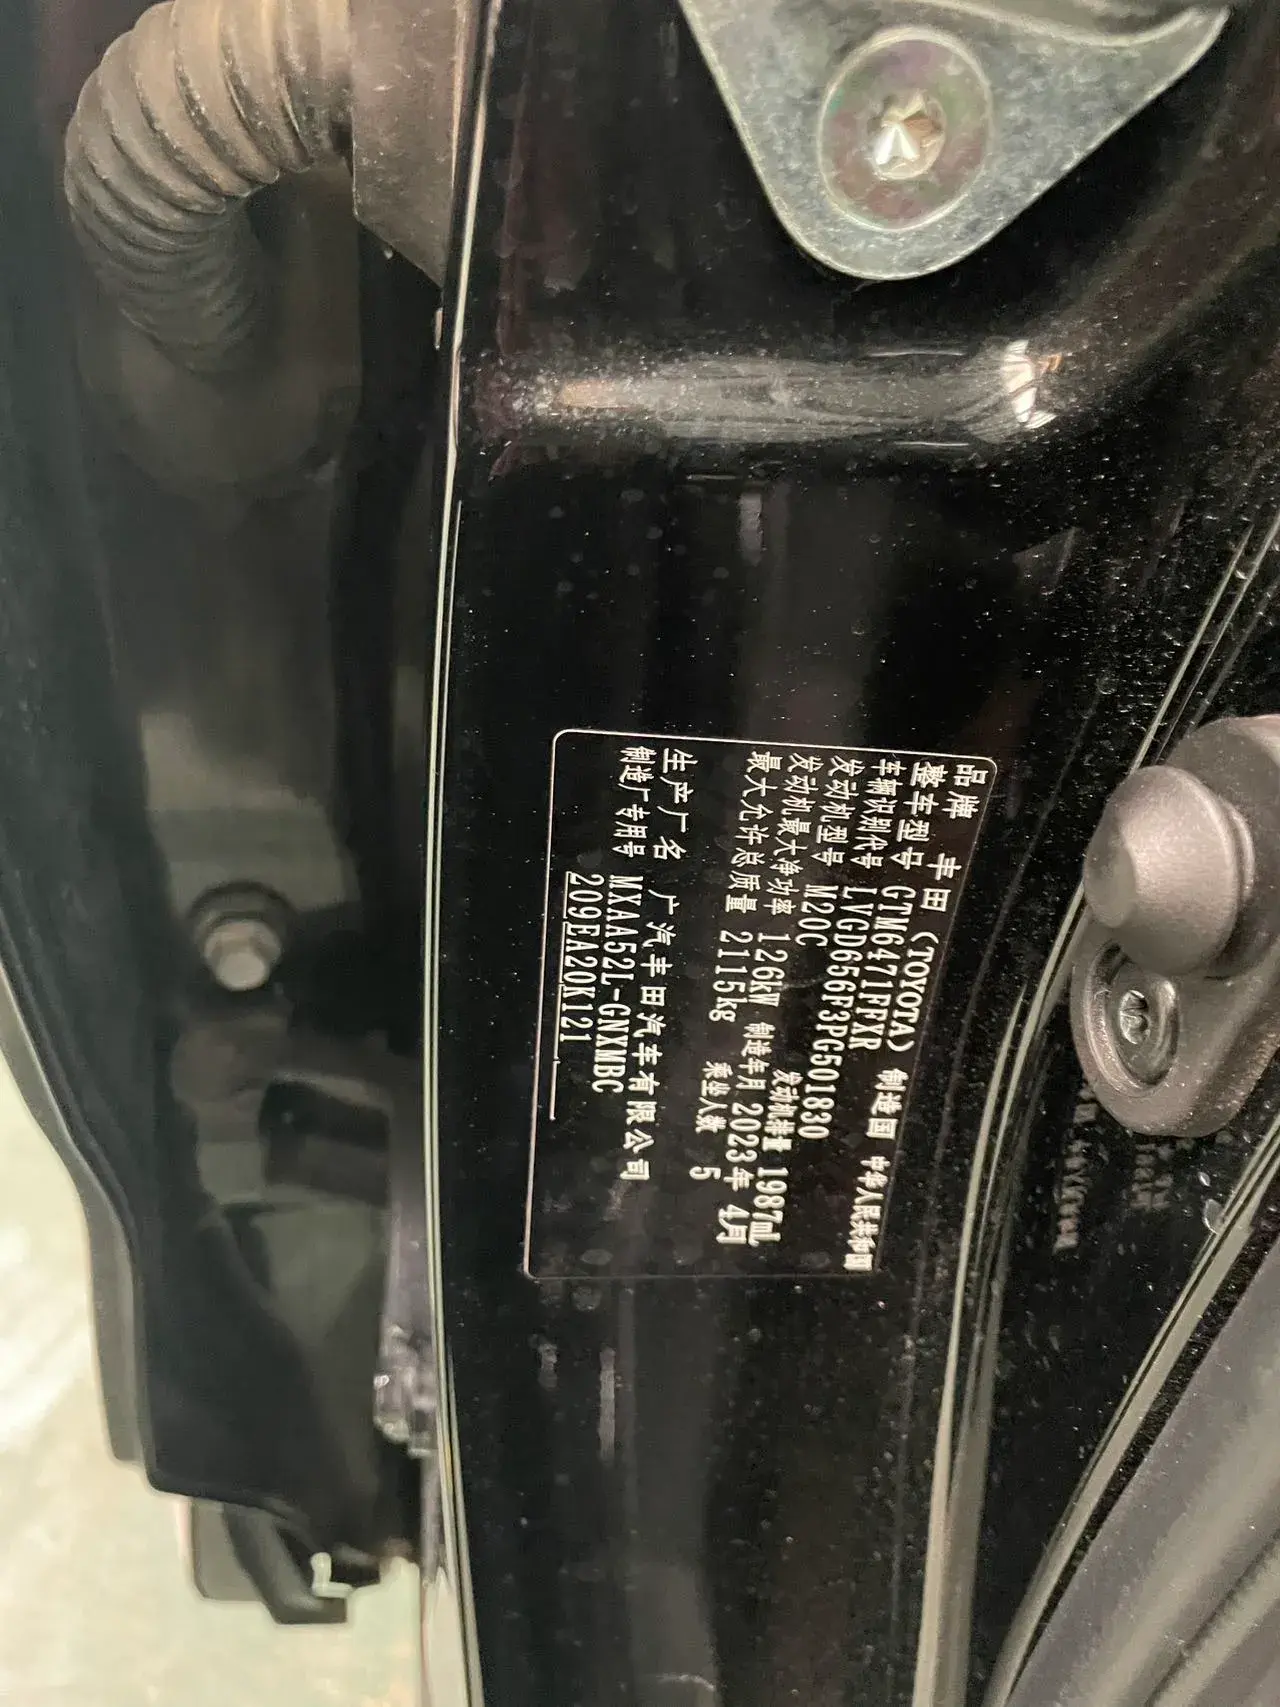 品牌 丰田(TOYOTA) 制造国 中华人民共和国
整车型号 GTM6471FFXR
车辆识别代号 LVGD656F3PG501830
发动机型号 M20C 发动机排量 1987mL
发动机最大净功率 126kW 制造年月 2023年 4月
最大允许总质量 2115kg 乘坐人数 5
生产厂名 广汽丰田汽车有限公司
制造厂专用号 MXAA52L-GNXMBC
209EA20K121